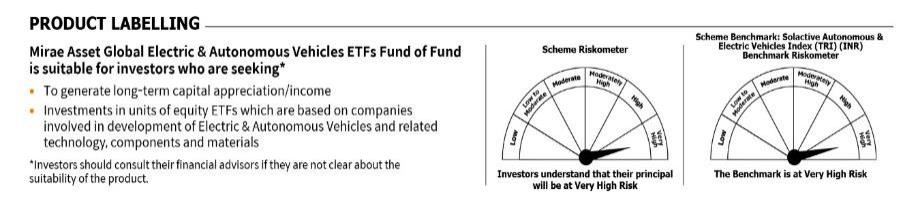 PRODUCT LABELLING
Mirae Asset Global Electric & Autonomous Vehicles ETFs Fund of Fund
is suitable for investors who are seeking*
• To generate long-term capital appreciation/income
• Investments in units of equity ETFs which are based on companies
involved in development of Electric & Autonomous Vehicles and related
technology, components and materials
*Investors should consult their financial advisors if they are not clear about the
suitability of the product.
Scheme Riskometer
Low
Low to
Moderate
Moderate
Moderately
High
High
Very
High
Investors understand that their principal
will be at Very High Risk
Scheme Benchmark: Solactive Autonomous &
Electric Vehicles Index (TRI) (INR)
Benchmark Riskometer
Low
Low to
Moderate
Moderate
Moderately
High
High
Very
High
The Benchmark is at Very High Risk